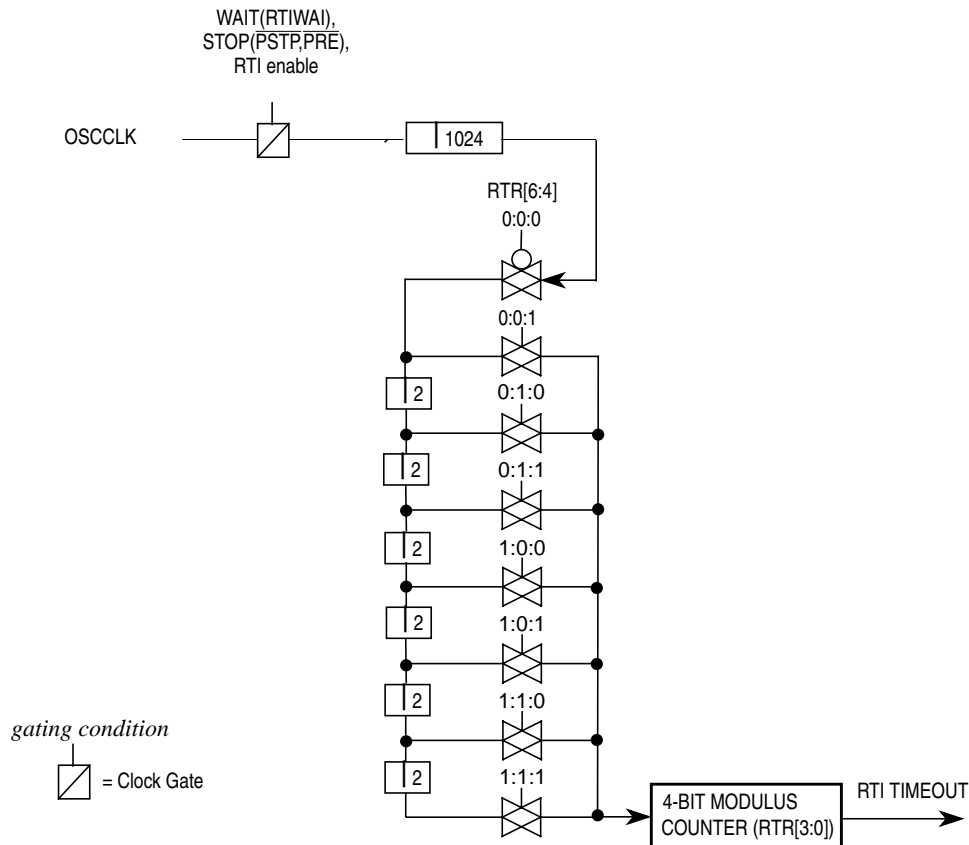 WAIT(RTIWAI),
STOP(PSTP,PRE),
RTI enable
OSCCLK
1024
RTR[6:4]
0:0:0
0:0:1
2
0:1:0
2
0:1:1
2
1:0:0
2
1:0:1
2
1:1:0
2
1:1:1
gating condition
= Clock Gate
4-BIT MODULUS
COUNTER (RTR[3:0])
RTI TIMEOUT